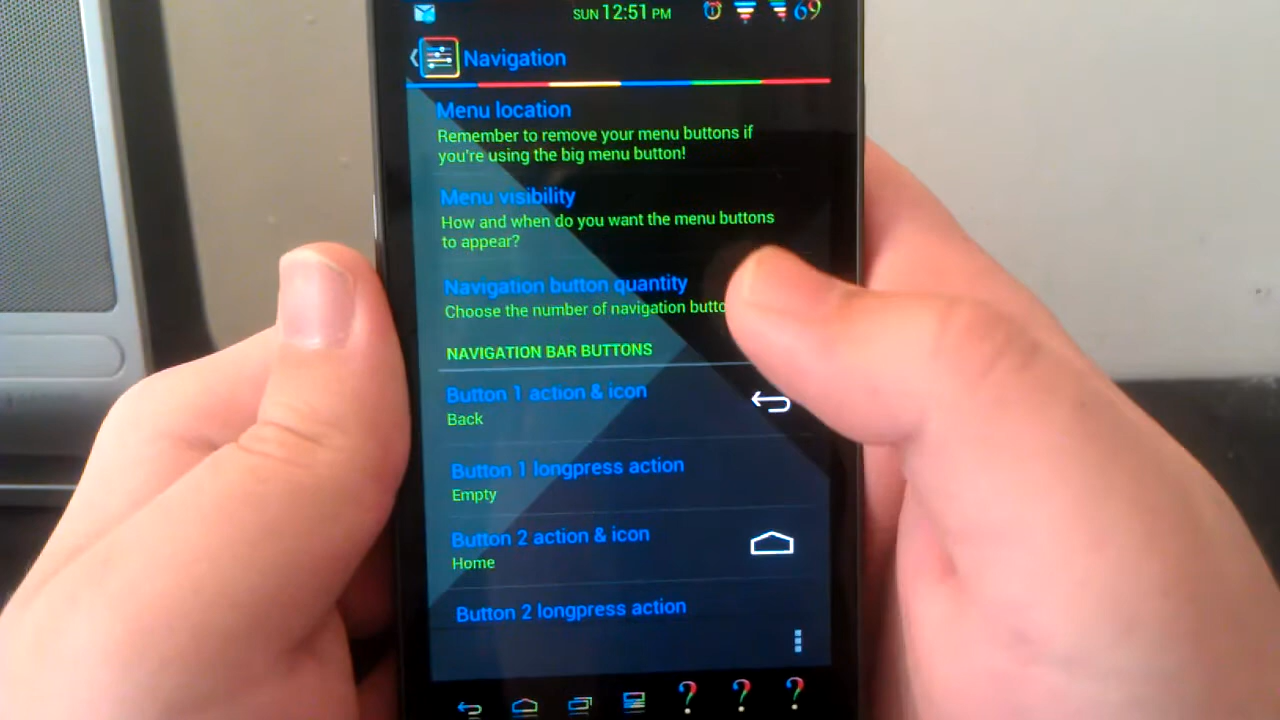 SUN 12:51 PM 69
Navigation
Menu location
Remember to remove your menu buttons if
you're using the big menu button!
Menu visibility
How and when do you want the menu buttons
to appear?
Navigation button quantity
Choose the number of navigation butto
NAVIGATION BAR BUTTONS
Button 1 action & icon
Back
Button 1 longpress action
Empty
Button 2 action & icon
Home
Button 2 longpress action
? ? ?